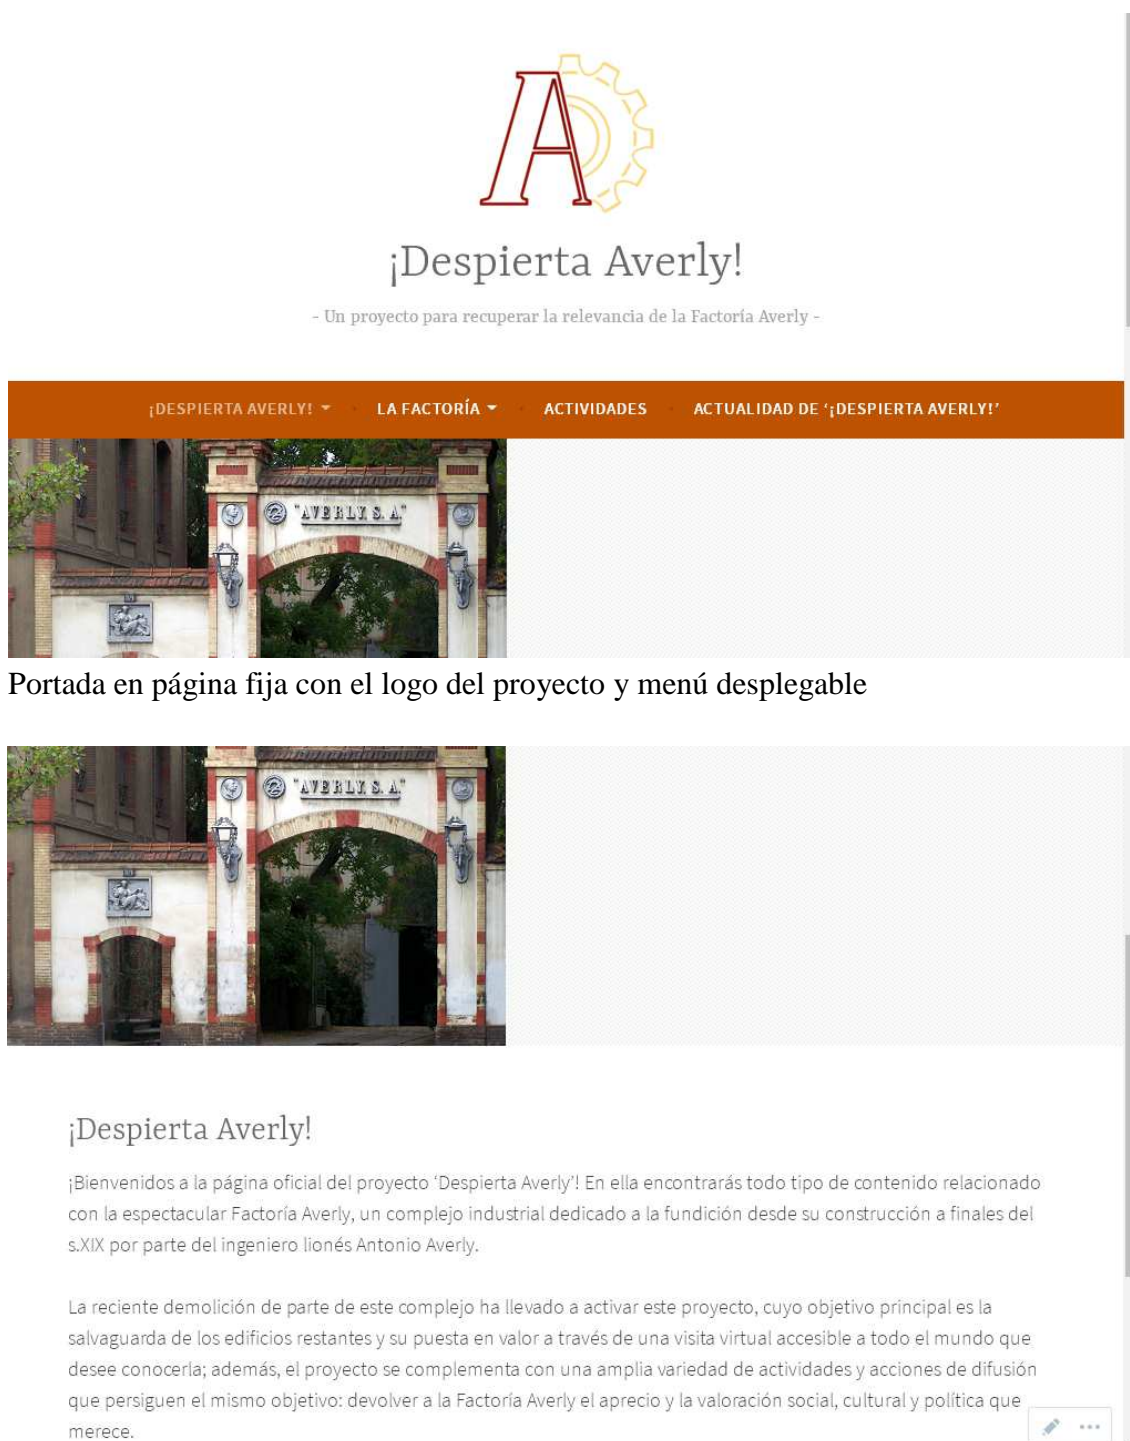 A
¡Despierta Averly!
- Un proyecto para recuperar la relevancia de la Factoría Averly -
¡DESPIERTA AVERLY! LA FACTORÍA ACTIVIDADES ACTUALIDAD DE ‘¡DESPIERTA AVERLY!’
"AVERLY, S. A."
Portada en página fija con el logo del proyecto y menú desplegable
"AVERLY, S. A."
¡Despierta Averly!
¡Bienvenidos a la página oficial del proyecto ‘Despierta Averly’! En ella encontrarás todo tipo de contenido relacionado
con la espectacular Factoría Averly, un complejo industrial dedicado a la fundición desde su construcción a finales del
s.XIX por parte del ingeniero lionés Antonio Averly.
La reciente demolición de parte de este complejo ha llevado a activar este proyecto, cuyo objetivo principal es la
salvaguarda de los edificios restantes y su puesta en valor a través de una visita virtual accesible a todo el mundo que
desee conocerla; además, el proyecto se complementa con una amplia variedad de actividades y acciones de difusión
que persiguen el mismo objetivo: devolver a la Factoría Averly el aprecio y la valoración social, cultural y política que
merece.